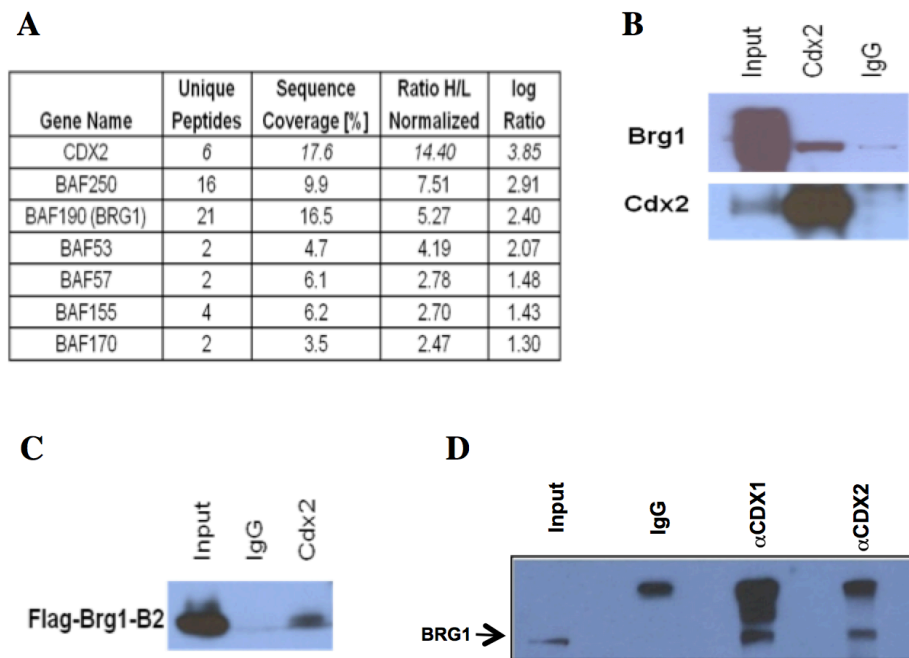 A
Gene Name Unique Peptides Sequence Coverage [%] Ratio H/L Normalized log Ratio
CDX2 6 17.6 14.40 3.85
BAF250 16 9.9 7.51 2.91
BAF190 (BRG1) 21 16.5 5.27 2.40
BAF53 2 4.7 4.19 2.07
BAF57 2 6.1 2.78 1.48
BAF155 4 6.2 2.70 1.43
BAF170 2 3.5 2.47 1.30
B
Input Cdx2 IgG
Brg1
Cdx2
C
Input IgG Cdx2
Flag-Brg1-B2
D
Input IgG αCDX1 αCDX2
BRG1